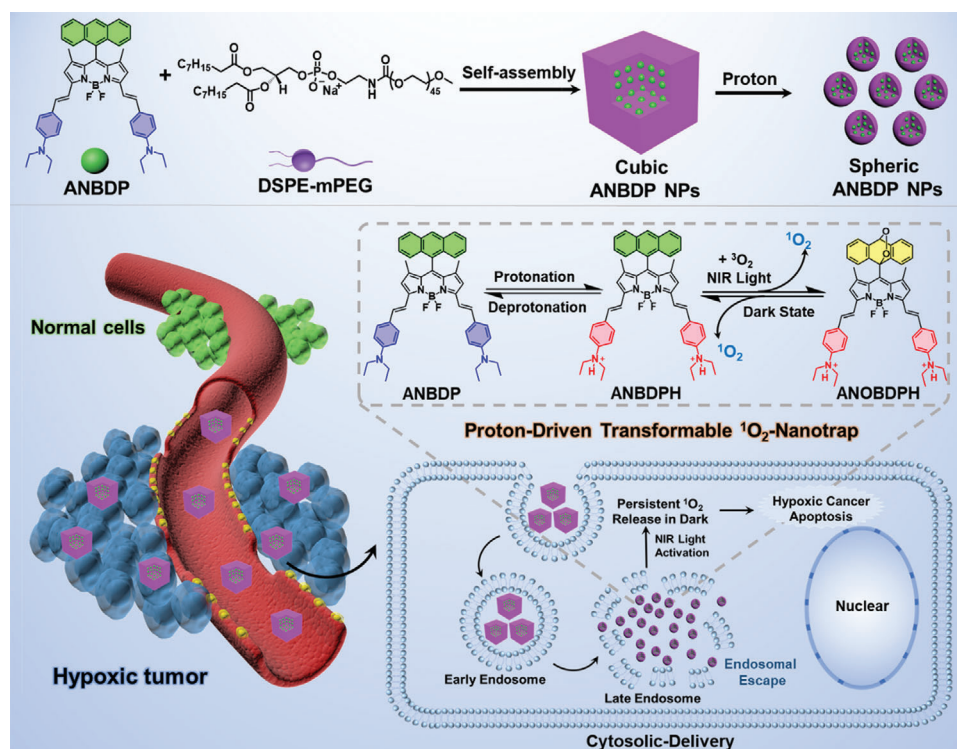 C7H15
C7H15
O
O
O
O
H
O
P
O
O
O⁻
Na⁺
N
H
O
O
O
45
N
B
N
F F
N
+
Self-assembly
Proton
ANBDP
DSPE-mPEG
Cubic
ANBDP NPs
Spheric
ANBDP NPs
Normal cells
Hypoxic tumor
N
B
N
F F
N
N
ANBDP
Protonation
Deprotonation
N
B
N
F F
N
H
+
N
H
+
ANBDPH
+ ³O₂
NIR Light
Dark State
¹O₂
¹O₂
O
O
N
B
N
F F
N
H
+
N
H
+
ANOBDPH
Proton-Driven Transformable ¹O₂-Nanotrap
Persistent ¹O₂
Release in Dark
NIR Light
Activation
Hypoxic Cancer
Apoptosis
Nuclear
Early Endosome
Late Endosome
Endosomal
Escape
Cytosolic-Delivery